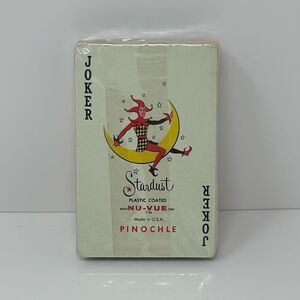 JOKER
Stardust
PLASTIC COATED
NU-VUE
Made in U.S.A.
PINOCHLE
JOKER